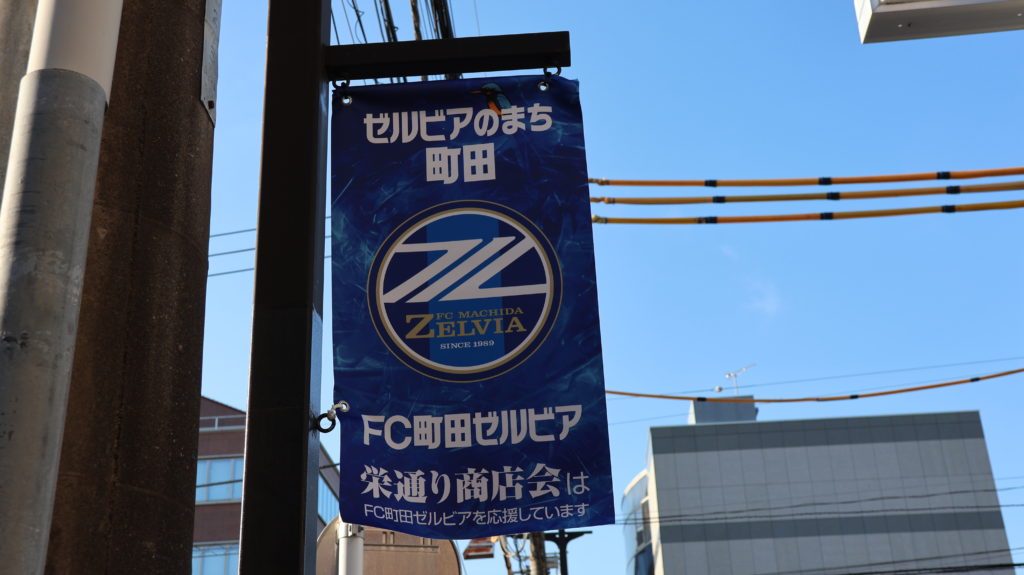 ゼルビアのまち
町田
FC MACHIDA
ZELVIA
SINCE 1989
FC町田ゼルビア
栄通り商店会は
FC町田ゼルビアを応援しています